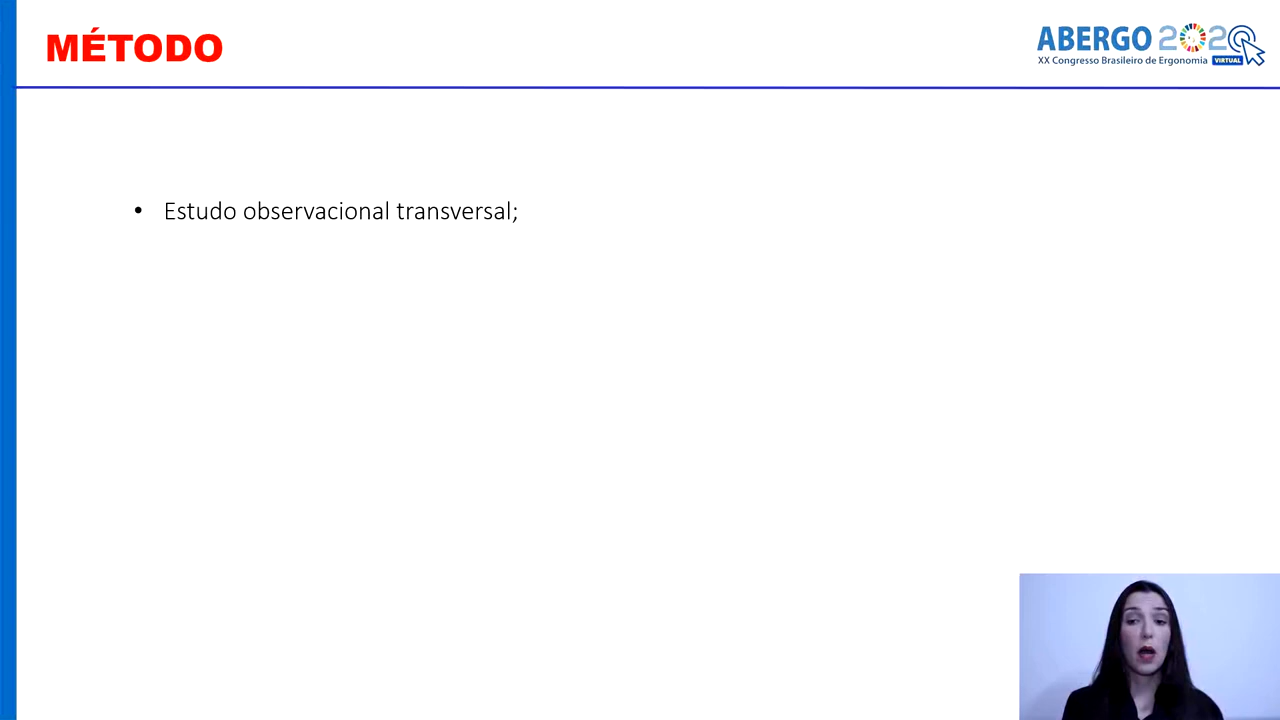 MÉTODO
ABERGO 2020
XX Congresso Brasileiro de Ergonomia VIRTUAL
• Estudo observacional transversal;